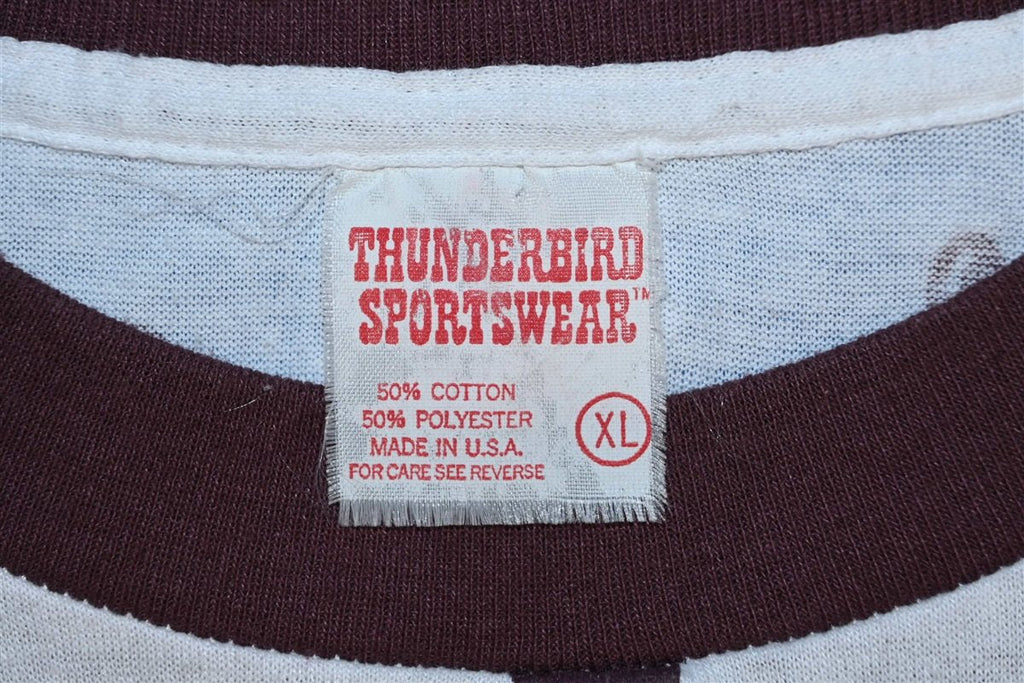 THUNDERBIRD
SPORTSWEAR™
50% COTTON
50% POLYESTER
MADE IN U.S.A.
FOR CARE SEE REVERSE
XL